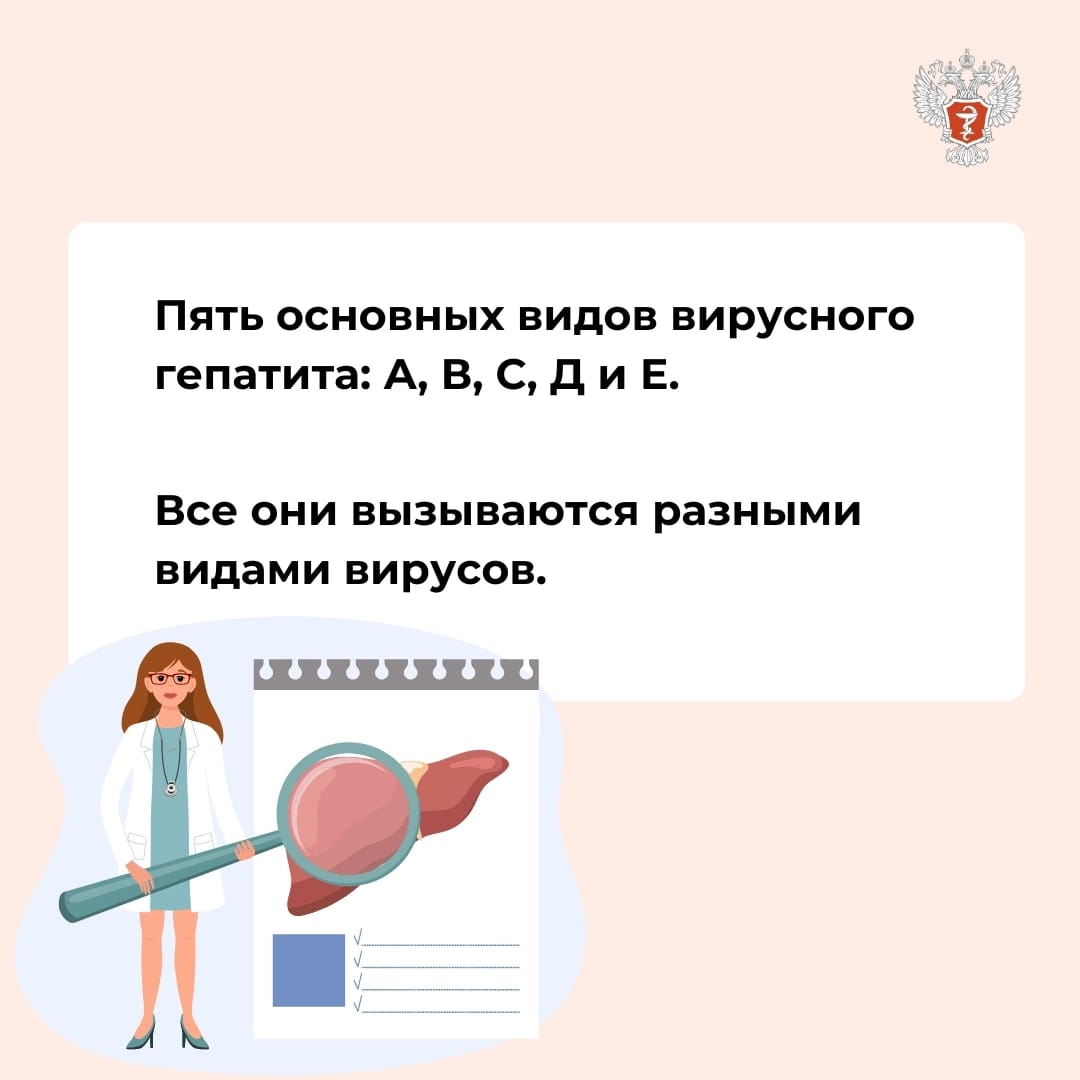 Пять основных видов вирусного
гепатита: А, В, С, Д и Е.
Все они вызываются разными
видами вирусов.